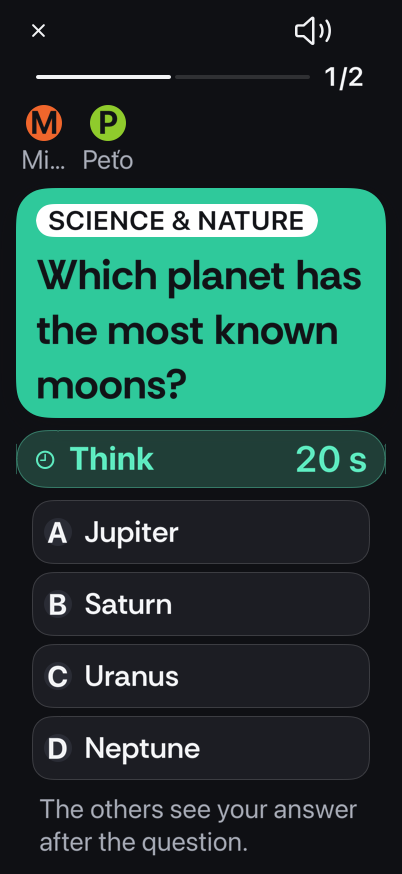 1/2
M P
Mi... Peťo
SCIENCE & NATURE
Which planet has
the most known
moons?
Think 20 s
A Jupiter
B Saturn
C Uranus
D Neptune
The others see your answer
after the question.